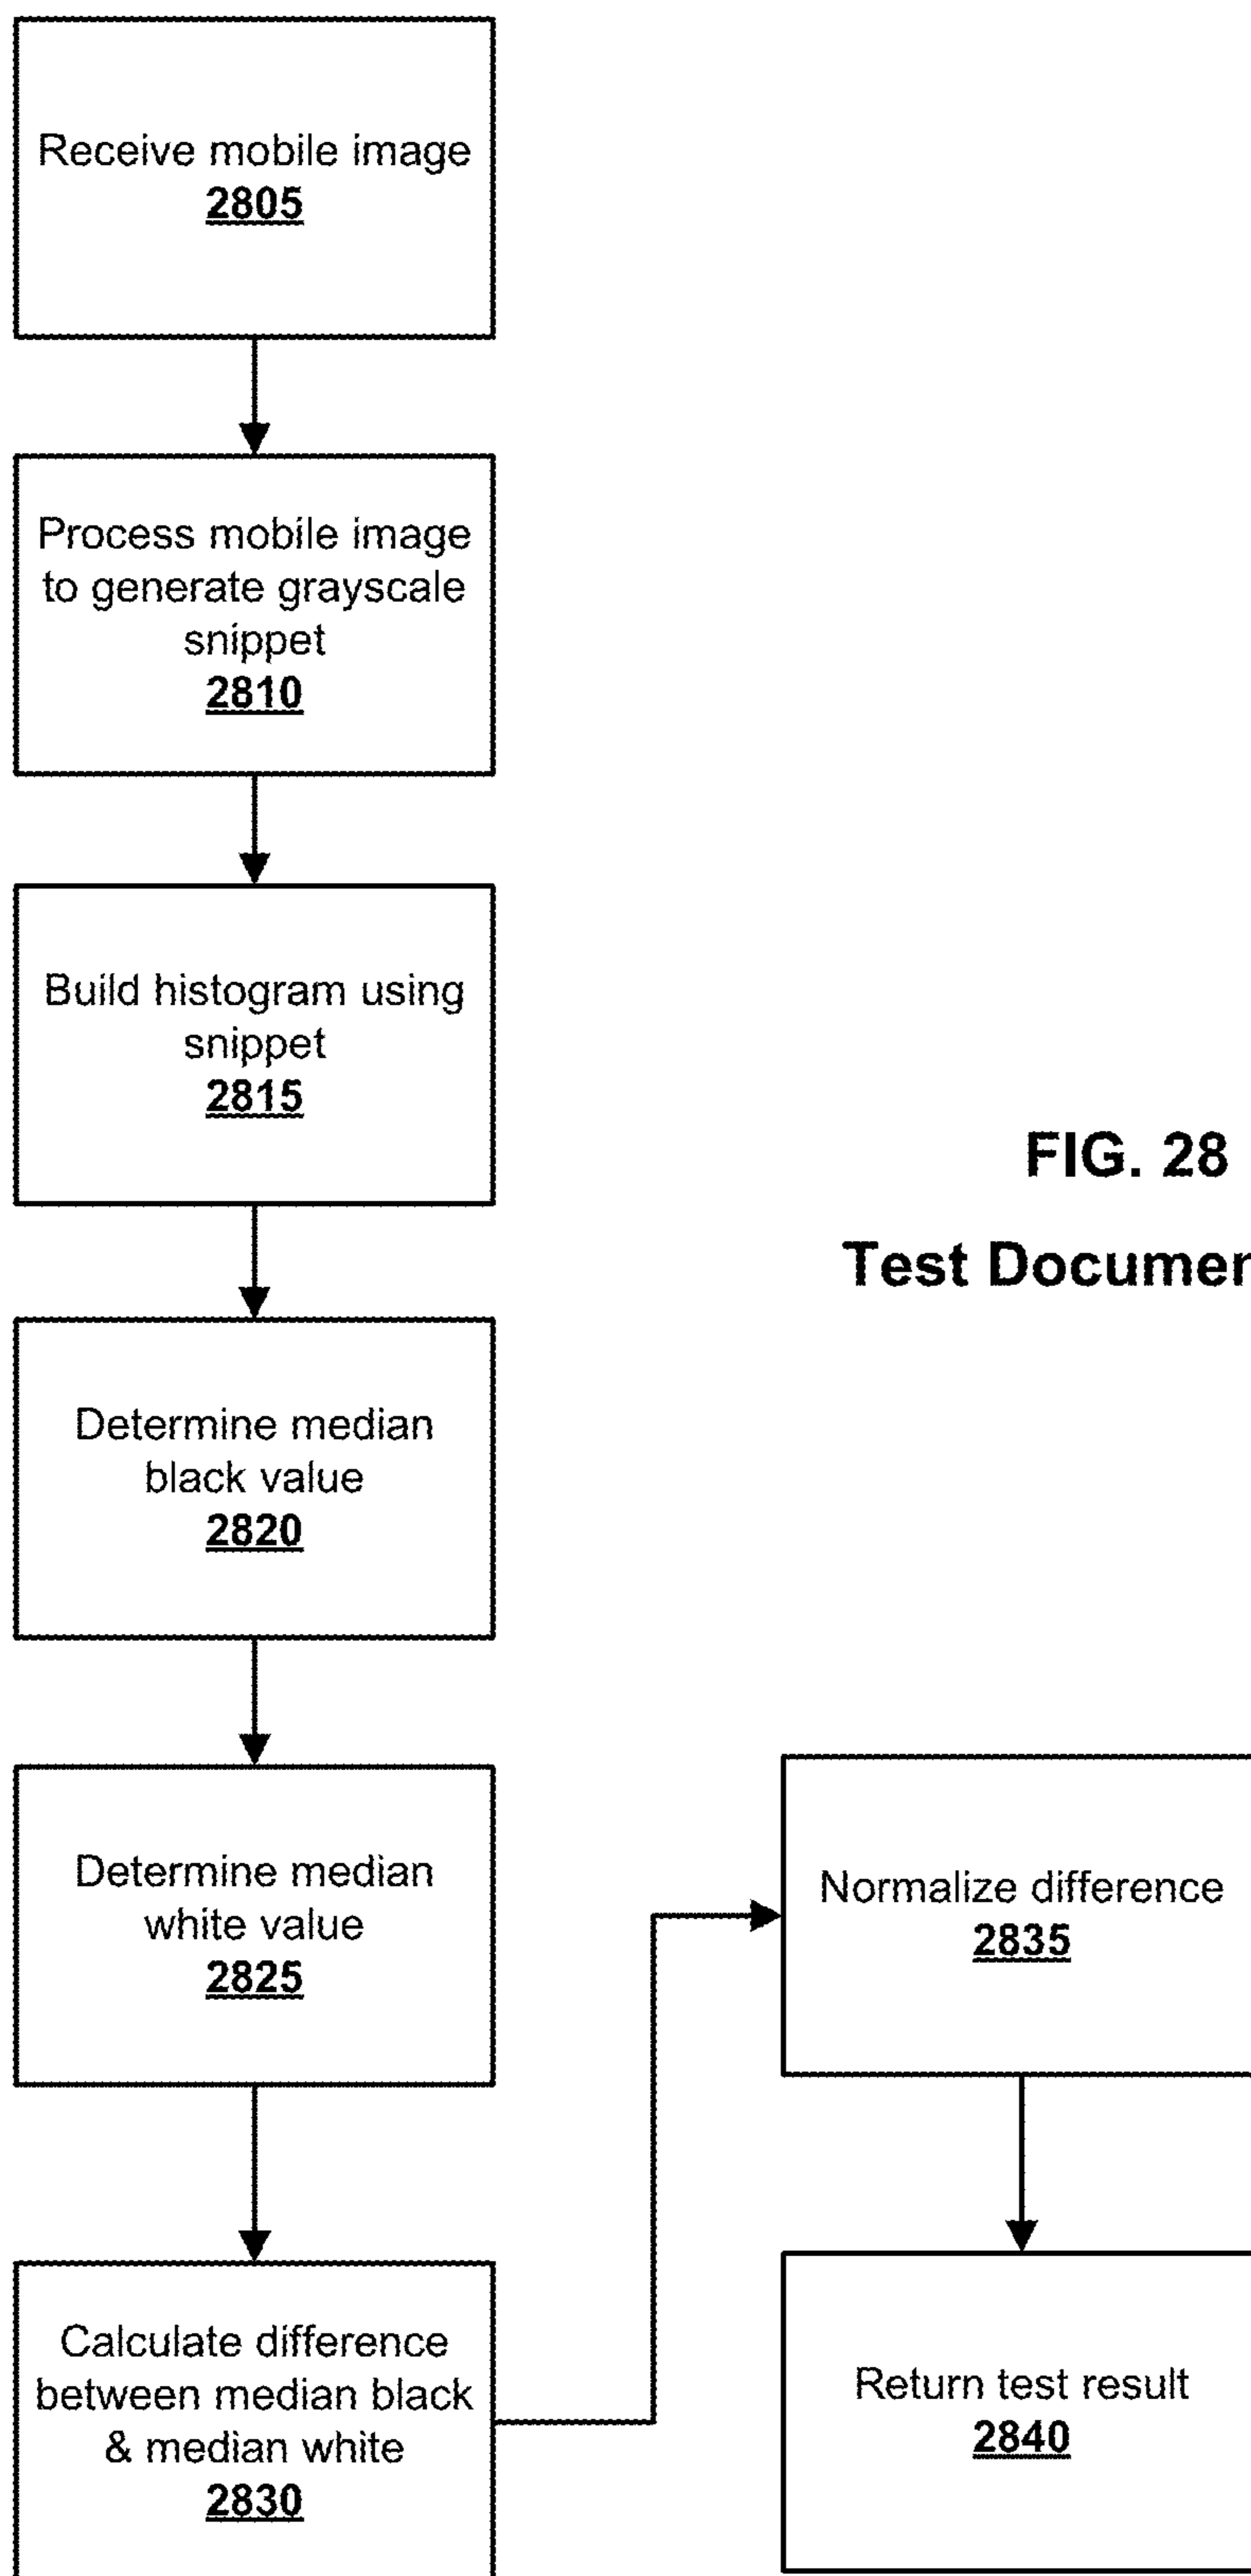 Receive mobile image
2805
Process mobile image
to generate grayscale
snippet
2810
Build histogram using
snippet
2815
Determine median
black value
2820
Determine median
white value
2825
Calculate difference
between median black
& median white
2830
Normalize difference
2835
Return test result
2840
FIG. 28
Test